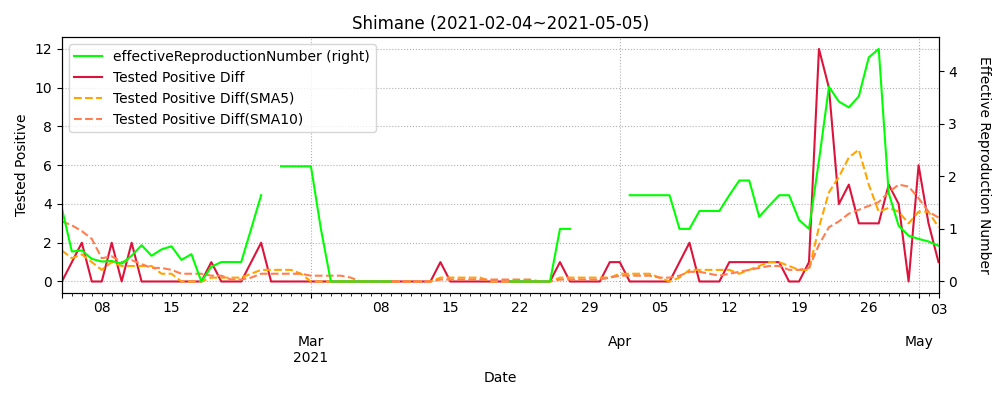 Shimane (2021-02-04~2021-05-05)
effectiveReproductionNumber (right)
Tested Positive Diff
Tested Positive Diff(SMA5)
Tested Positive Diff(SMA10)
Tested Positive
12
10
8
6
4
2
0
Effective Reproduction Number
4
3
2
1
0
08 15 22 08 15 22 29 05 12 19 26 03
Mar Apr May
2021
Date